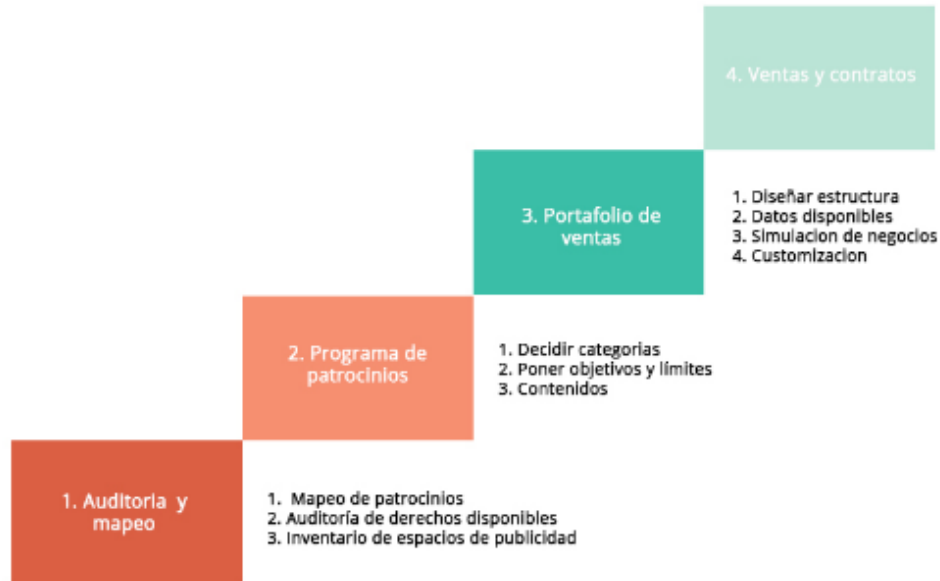 4. Ventas y contratos
1. Diseñar estructura
2. Datos disponibles
3. Simulacion de negocios
4. Customizacion
3. Portafolio de
ventas
1. Decidir categorias
2. Poner objetivos y límites
3. Contenidos
2. Programa de
patrocinios
1. Mapeo de patrocinios
2. Auditoría de derechos disponibles
3. Inventario de espacios de publicidad
1. Auditoria y
mapeo